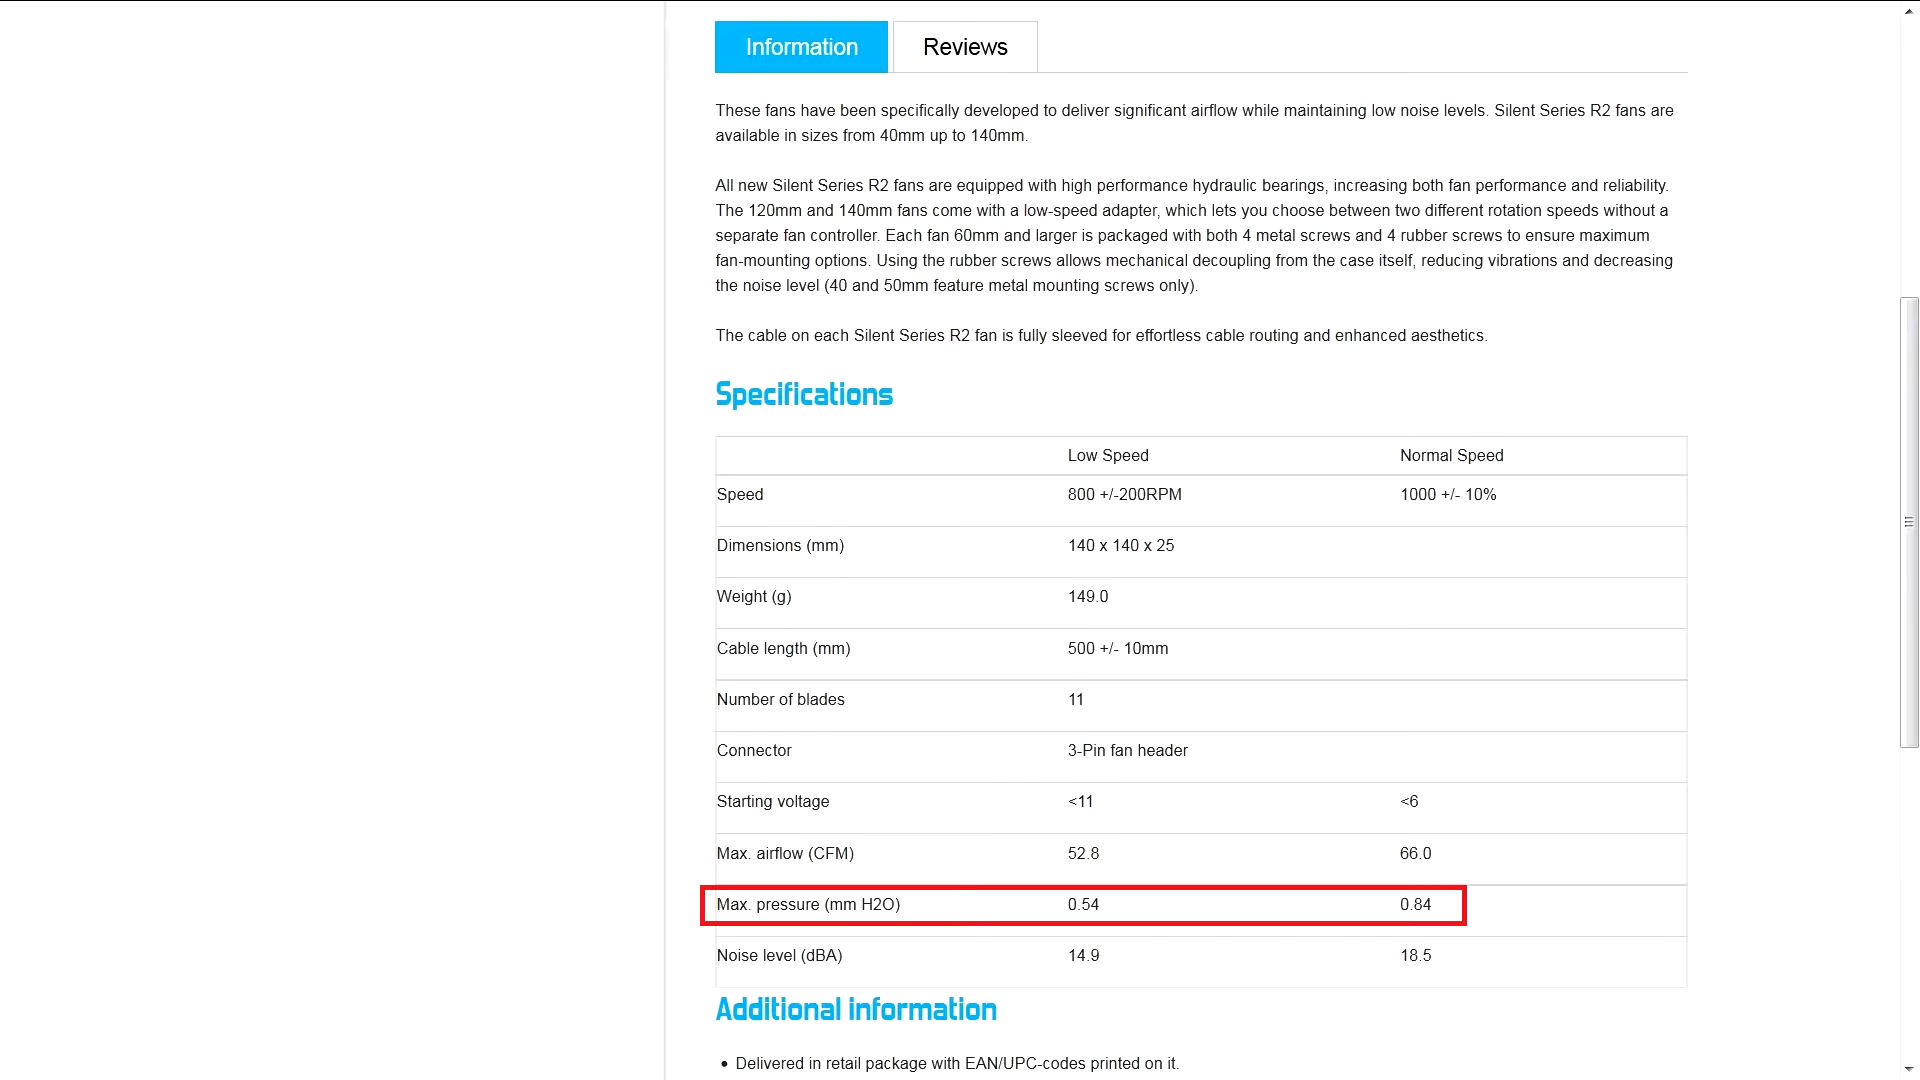 Information Reviews
These fans have been specifically developed to deliver significant airflow while maintaining low noise levels. Silent Series R2 fans are
available in sizes from 40mm up to 140mm.
All new Silent Series R2 fans are equipped with high performance hydraulic bearings, increasing both fan performance and reliability.
The 120mm and 140mm fans come with a low-speed adapter, which lets you choose between two different rotation speeds without a
separate fan controller. Each fan 60mm and larger is packaged with both 4 metal screws and 4 rubber screws to ensure maximum
fan-mounting options. Using the rubber screws allows mechanical decoupling from the case itself, reducing vibrations and decreasing
the noise level (40 and 50mm feature metal mounting screws only).
The cable on each Silent Series R2 fan is fully sleeved for effortless cable routing and enhanced aesthetics.
Specifications
Low Speed Normal Speed
Speed 800 +/-200RPM 1000 +/- 10%
Dimensions (mm) 140 x 140 x 25
Weight (g) 149.0
Cable length (mm) 500 +/- 10mm
Number of blades 11
Connector 3-Pin fan header
Starting voltage <11 <6
Max. airflow (CFM) 52.8 66.0
Max. pressure (mm H2O) 0.54 0.84
Noise level (dBA) 14.9 18.5
Additional information
• Delivered in retail package with EAN/UPC-codes printed on it.